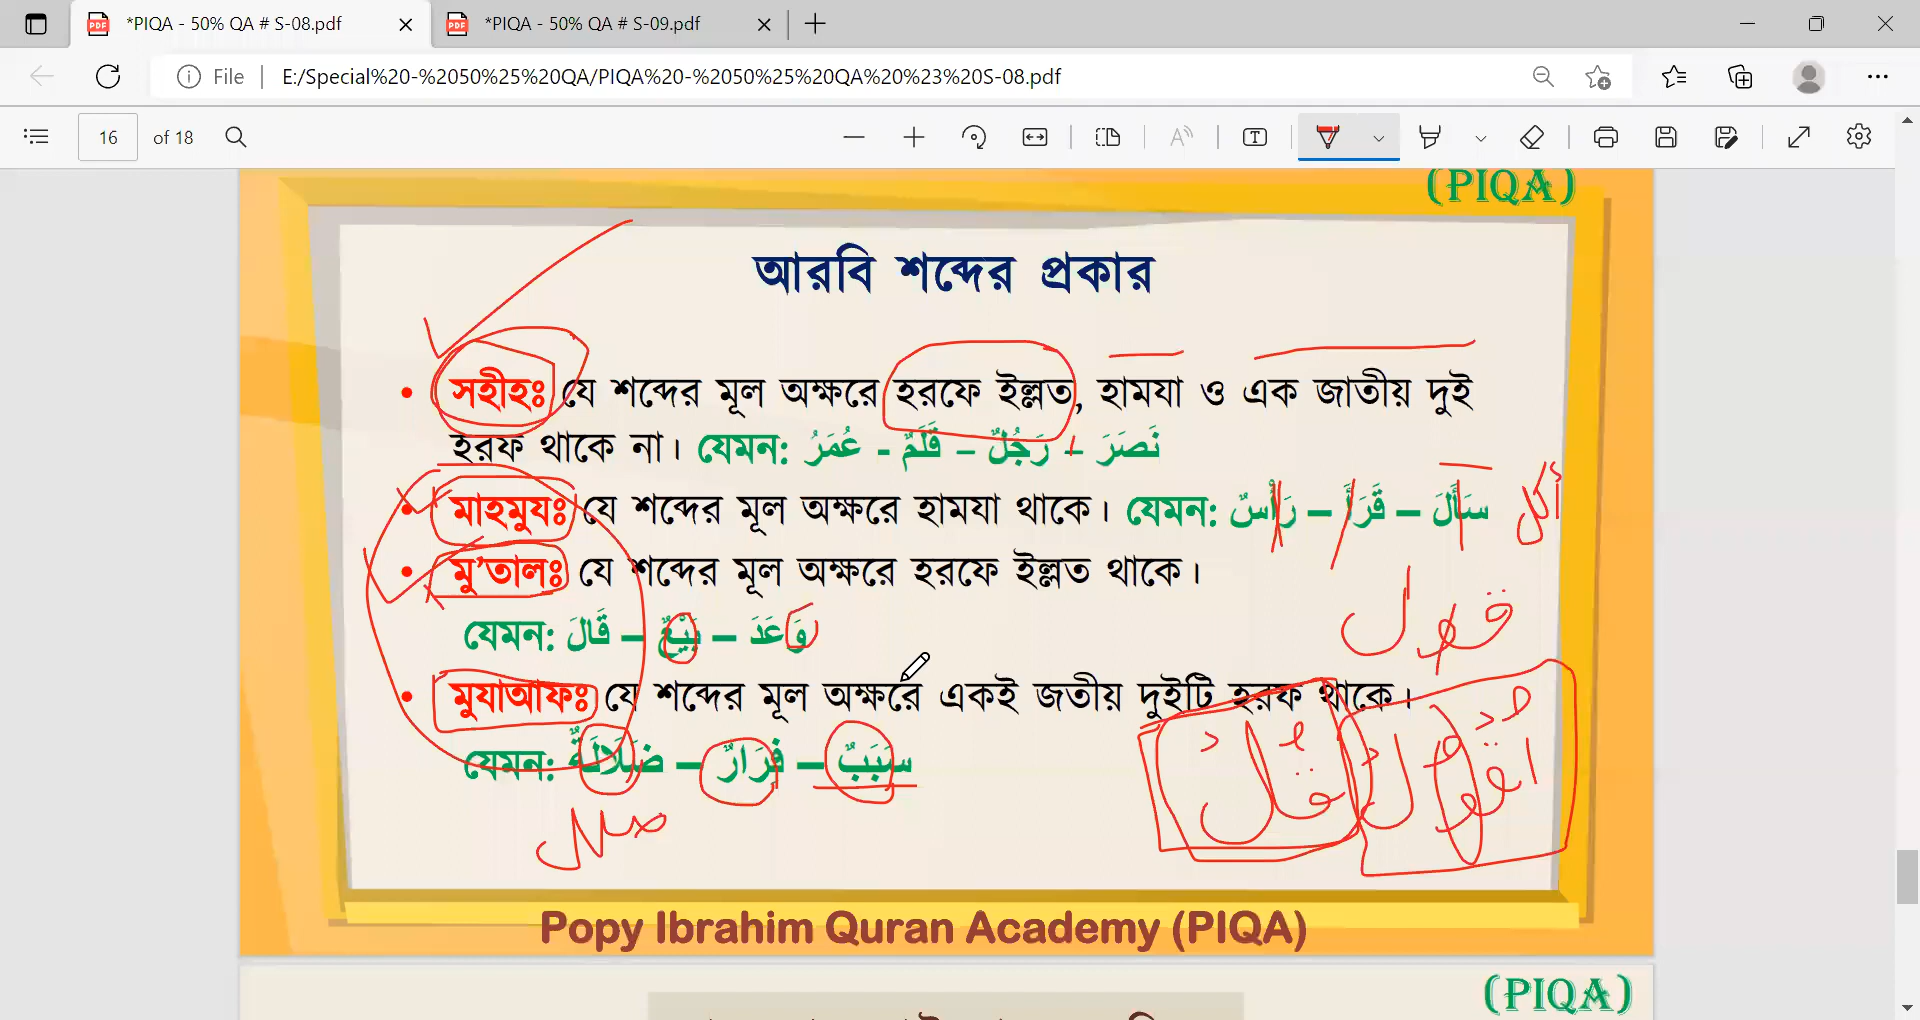 *PIQA - 50% QA # S-08.pdf
*PIQA - 50% QA # S-09.pdf
File
E:/Special%20-%2050%25%20QA/PIQA%20-%2050%25%20QA%20%23%20S-08.pdf
16 of 18
(PIQA)
আরবি শব্দের প্রকার
• সহীহঃ যে শব্দের মূল অক্ষরে হরফে ইল্লত, হামযা ও এক জাতীয় দুই
হরফ থাকে না। যেমন: نَصَرَ – رَجُلٌ – قَلَمٌ - عُمَرُ
• মাহমুযঃ যে শব্দের মূল অক্ষরে হামযা থাকে। যেমন: سَأَلَ – قَرَأَ – رَأْسٌ
أكل
• মু'তালঃ যে শব্দের মূল অক্ষরে হরফে ইল্লত থাকে।
যেমন: وَعَدَ – بَيْعٌ – قَالَ
قول
• মুযাআফঃ যে শব্দের মূল অক্ষরে একই জতীয় দুইটি হরফ থাকে।
যেমন: سَبَبٌ – فِرَارٌ – ضَلَالَةٌ
Popy Ibrahim Quran Academy (PIQA)
(PIQA)